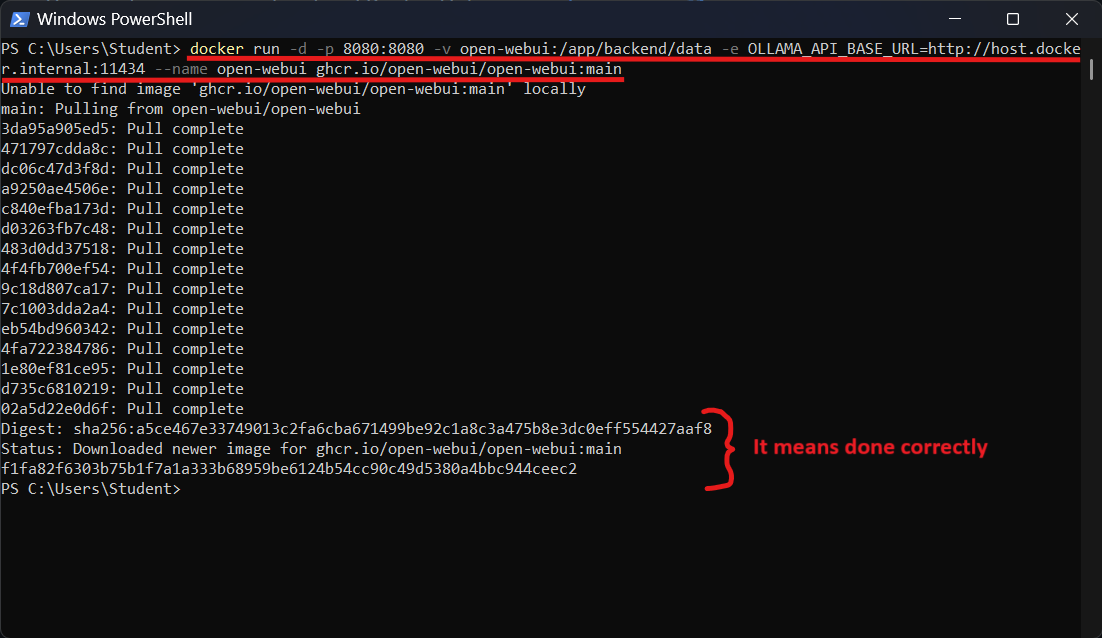 Windows PowerShell
PS C:\Users\Student> docker run -d -p 8080:8080 -v open-webui:/app/backend/data -e OLLAMA_API_BASE_URL=http://host.docke
r.internal:11434 --name open-webui ghcr.io/open-webui/open-webui:main
Unable to find image 'ghcr.io/open-webui/open-webui:main' locally
main: Pulling from open-webui/open-webui
3da95a905ed5: Pull complete
471797cdda8c: Pull complete
dc06c47d3f8d: Pull complete
a9250ae4506e: Pull complete
c840efba173d: Pull complete
d03263fb7c48: Pull complete
483d0dd37518: Pull complete
4f4fb700ef54: Pull complete
9c18d807ca17: Pull complete
7c1003dda2a4: Pull complete
eb54bd960342: Pull complete
4fa722384786: Pull complete
1e80ef81ce95: Pull complete
d735c6810219: Pull complete
02a5d22e0d6f: Pull complete
Digest: sha256:a5ce467e33749013c2fa6cba671499be92c1a8c3a475b8e3dc0eff554427aaf8
Status: Downloaded newer image for ghcr.io/open-webui/open-webui:main
It means done correctly
f1fa82f6303b75b1f7a1a333b68959be6124b54cc90c49d5380a4bbc944ceec2
PS C:\Users\Student>